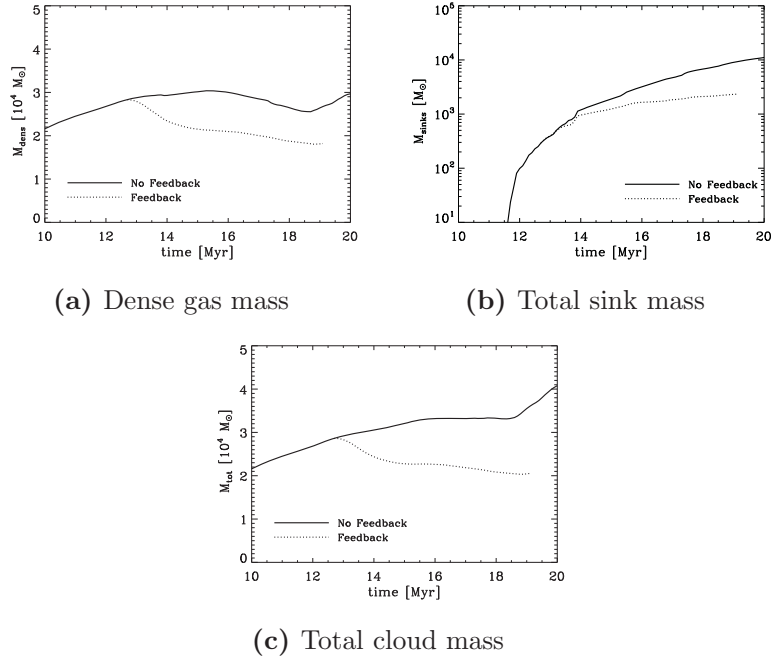 5
4
3
2
1
0
M_dens [10^4 M_⊙]
No Feedback
Feedback
10 12 14 16 18 20
time [Myr]
(a) Dense gas mass
10^6
10^5
10^4
10^3
10^2
10^1
M_sinks [M_⊙]
No Feedback
Feedback
10 12 14 16 18 20
time [Myr]
(b) Total sink mass
5
4
3
2
1
0
M_tot [10^4 M_⊙]
No Feedback
Feedback
10 12 14 16 18 20
time [Myr]
(c) Total cloud mass